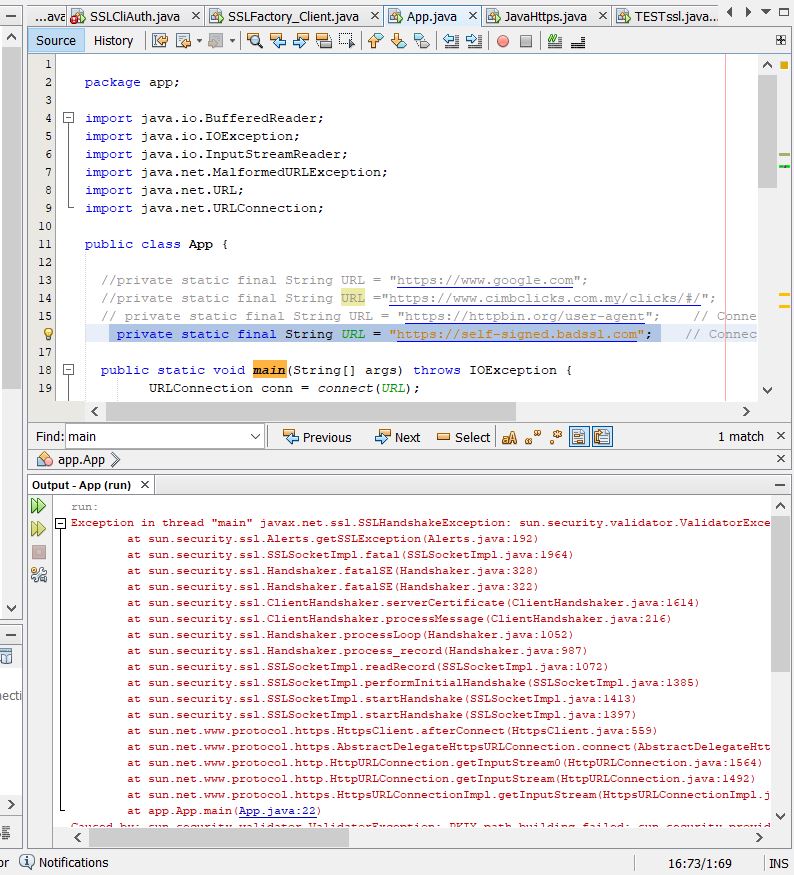 ...ava SSLCliAuth.java SSLFactory_Client.java App.java JavaHttps.java TESTssl.java...
Source History
1
2 package app;
3
4 import java.io.BufferedReader;
5 import java.io.IOException;
6 import java.io.InputStreamReader;
7 import java.net.MalformedURLException;
8 import java.net.URL;
9 import java.net.URLConnection;
10
11 public class App {
12
13 //private static final String URL = "https://www.google.com";
14 //private static final String URL ="https://www.cimbclicks.com.my/clicks/#/";
15 // private static final String URL = "https://httpbin.org/user-agent"; // Conne
private static final String URL = "https://self-signed.badssl.com"; // Connec
17
18 public static void main(String[] args) throws IOException {
19 URLConnection conn = connect(URL);
Find: main Previous Next Select aA 1 match
app.App
Output - App (run)
run:
Exception in thread "main" javax.net.ssl.SSLHandshakeException: sun.security.validator.ValidatorExce
at sun.security.ssl.Alerts.getSSLException(Alerts.java:192)
at sun.security.ssl.SSLSocketImpl.fatal(SSLSocketImpl.java:1964)
at sun.security.ssl.Handshaker.fatalSE(Handshaker.java:328)
at sun.security.ssl.Handshaker.fatalSE(Handshaker.java:322)
at sun.security.ssl.ClientHandshaker.serverCertificate(ClientHandshaker.java:1614)
at sun.security.ssl.ClientHandshaker.processMessage(ClientHandshaker.java:216)
at sun.security.ssl.Handshaker.processLoop(Handshaker.java:1052)
at sun.security.ssl.Handshaker.process_record(Handshaker.java:987)
at sun.security.ssl.SSLSocketImpl.readRecord(SSLSocketImpl.java:1072)
at sun.security.ssl.SSLSocketImpl.performInitialHandshake(SSLSocketImpl.java:1385)
at sun.security.ssl.SSLSocketImpl.startHandshake(SSLSocketImpl.java:1413)
at sun.security.ssl.SSLSocketImpl.startHandshake(SSLSocketImpl.java:1397)
at sun.net.www.protocol.https.HttpsClient.afterConnect(HttpsClient.java:559)
at sun.net.www.protocol.https.AbstractDelegateHttpsURLConnection.connect(AbstractDelegateHtt
at sun.net.www.protocol.http.HttpURLConnection.getInputStream0(HttpURLConnection.java:1564)
at sun.net.www.protocol.http.HttpURLConnection.getInputStream(HttpURLConnection.java:1492)
at sun.net.www.protocol.https.HttpsURLConnectionImpl.getInputStream(HttpsURLConnectionImpl.j
at app.App.main(App.java:22)
Caused by: sun.security.validator.ValidatorException: PKIX path building failed: sun.security.provid
or Notifications 16:73/1:69 INS